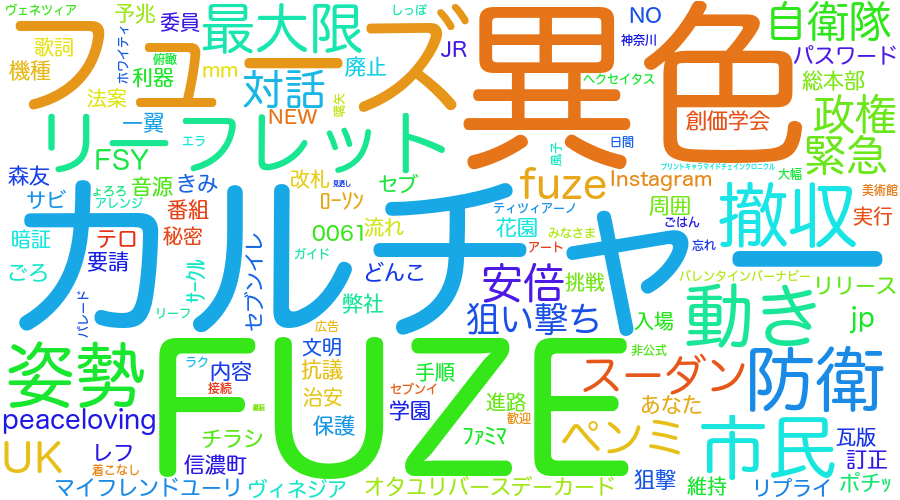 ヴェネツィア
予兆
委員
最大限
しっぽ
NO
自衛隊
フューズ
異色
歌詞
ホワイティ
俯瞰
JR
神奈川
パスワード
機種
利器
mm
廃止
ヘクセイタス
総本部
法案
対話
晴天
政権
一翼
NEW
創価学会
リーフレット
エラ
日間
緊急
FSY
風子
プリントキャラマイドチェインクロニクル
森友
音源
きみ
改札
見逃し
セブ
fuze
Instagram
大幅
サビ
ょろろ
アレンジ
番組
ローソン
ティツィアーノ
周囲
撤収
美術館
カルチャー
暗証
テロ
秘密
0061
流れ
花園
みなさま
ごはん
実行
要請
セブンイレ
ガイド
アート
忘れ
ごろ
サークル
どんこ
安倍
挑戦
バレンタインバーナビー
リリース
パレード
リーフ
弊社
狙い撃ち
入場
動き
jp
広告
文明
非公式
姿勢
FUZE
ラク
内容
抗議
手順
スーダン
防衛
接続
セブンイ
治安
進路
あなた
peaceloving
学園
歓迎
チラシ
保護
ファミマ
ペンミ
市民
瓦版
UK
レフ
着こなし
信濃町
訂正
狙撃
維持
ポチッ
マイフレンドユーリ
ヴィネジア
オタユリバースデーカード
リプライ